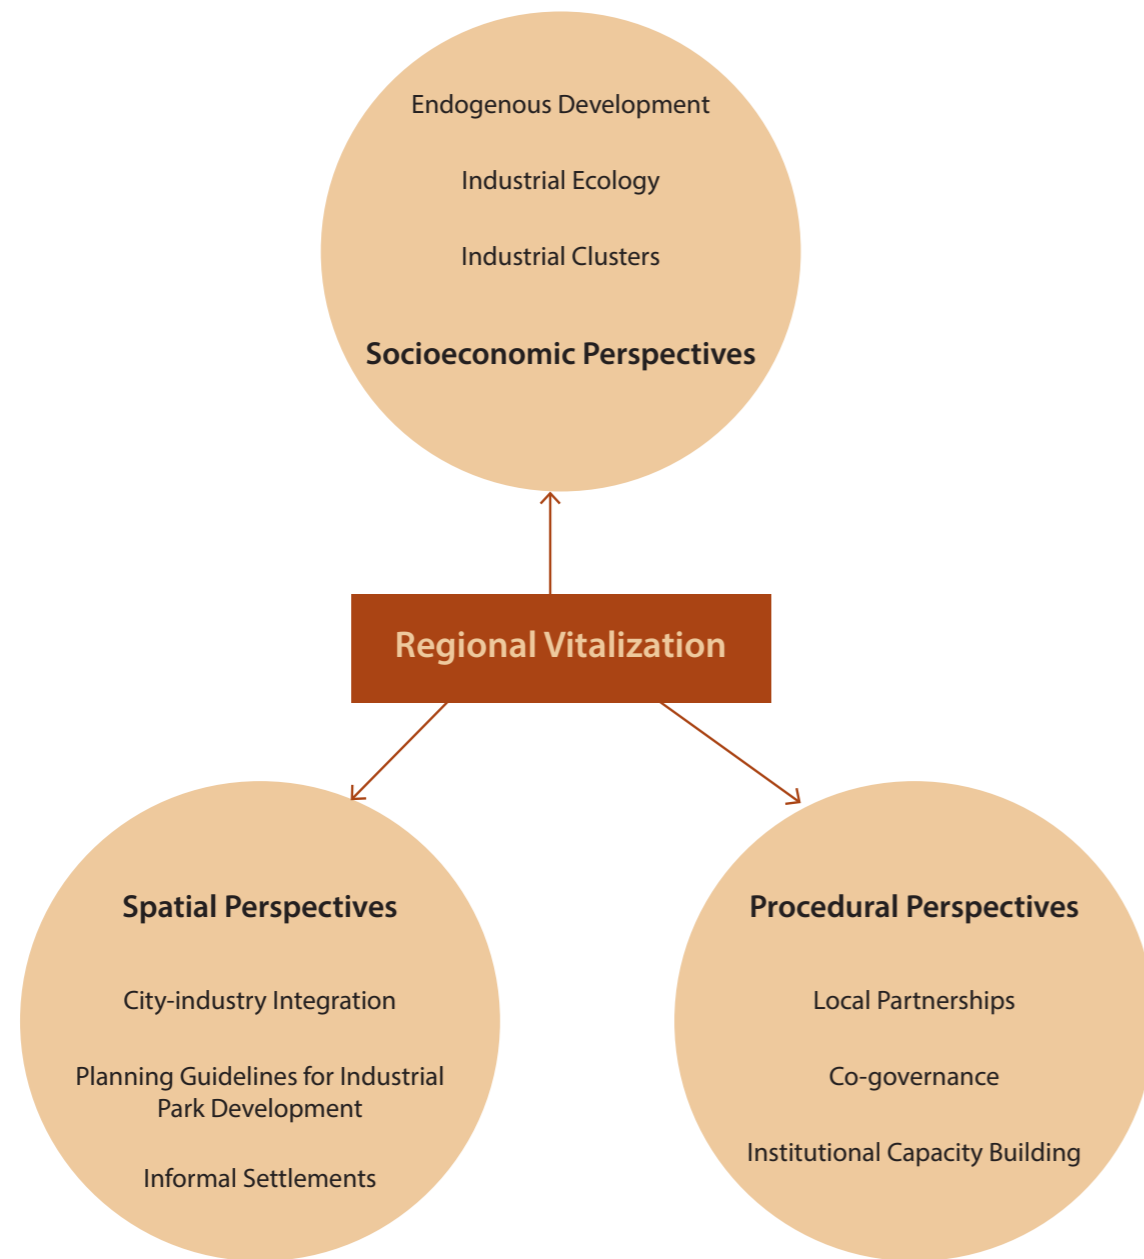 Endogenous Development
Industrial Ecology
Industrial Clusters
Socioeconomic Perspectives
Regional Vitalization
Spatial Perspectives
City-industry Integration
Planning Guidelines for Industrial
Park Development
Informal Settlements
Procedural Perspectives
Local Partnerships
Co-governance
Institutional Capacity Building